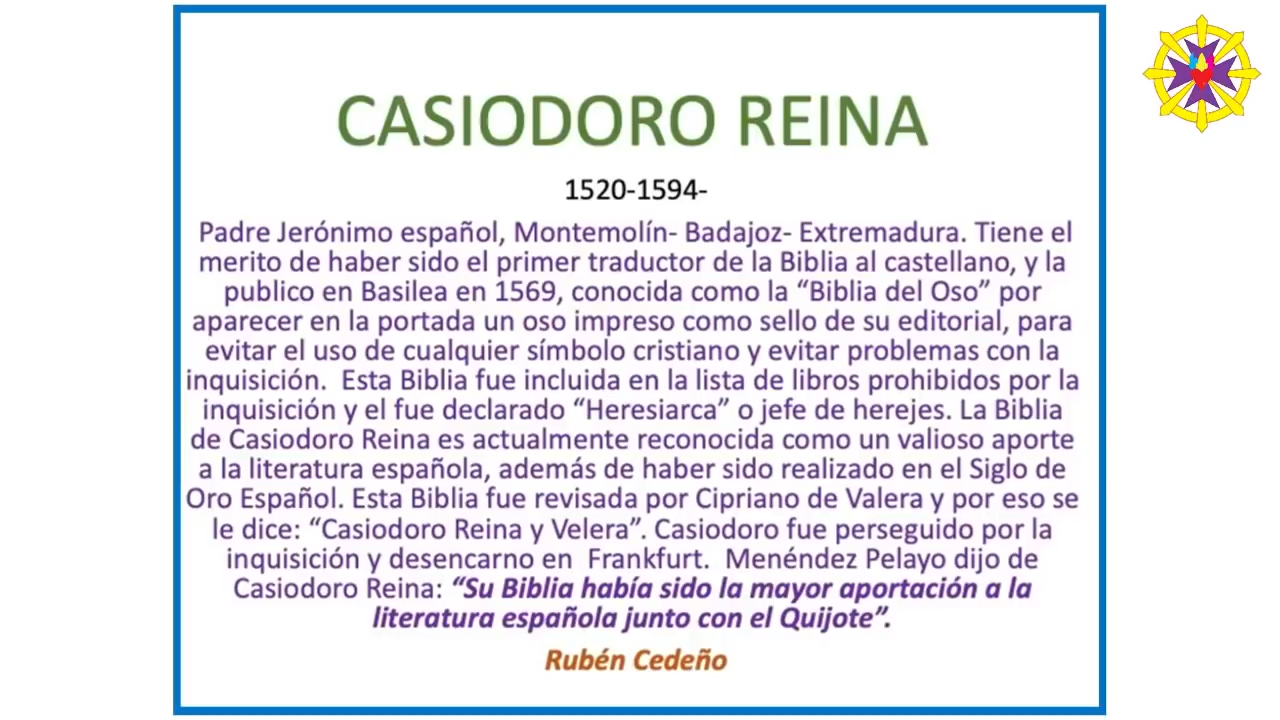 CASIODORO REINA
1520-1594-
Padre Jerónimo español, Montemolín- Badajoz- Extremadura. Tiene el
merito de haber sido el primer traductor de la Biblia al castellano, y la
publico en Basilea en 1569, conocida como la “Biblia del Oso” por
aparecer en la portada un oso impreso como sello de su editorial, para
evitar el uso de cualquier símbolo cristiano y evitar problemas con la
inquisición.  Esta Biblia fue incluida en la lista de libros prohibidos por la
inquisición y el fue declarado “Heresiarca” o jefe de herejes. La Biblia
de Casiodoro Reina es actualmente reconocida como un valioso aporte
a la literatura española, además de haber sido realizado en el Siglo de
Oro Español. Esta Biblia fue revisada por Cipriano de Valera y por eso se
le dice: “Casiodoro Reina y Velera”. Casiodoro fue perseguido por la
inquisición y desencarno en  Frankfurt.  Menéndez Pelayo dijo de
Casiodoro Reina: “Su Biblia había sido la mayor aportación a la
literatura española junto con el Quijote”.
Rubén Cedeño